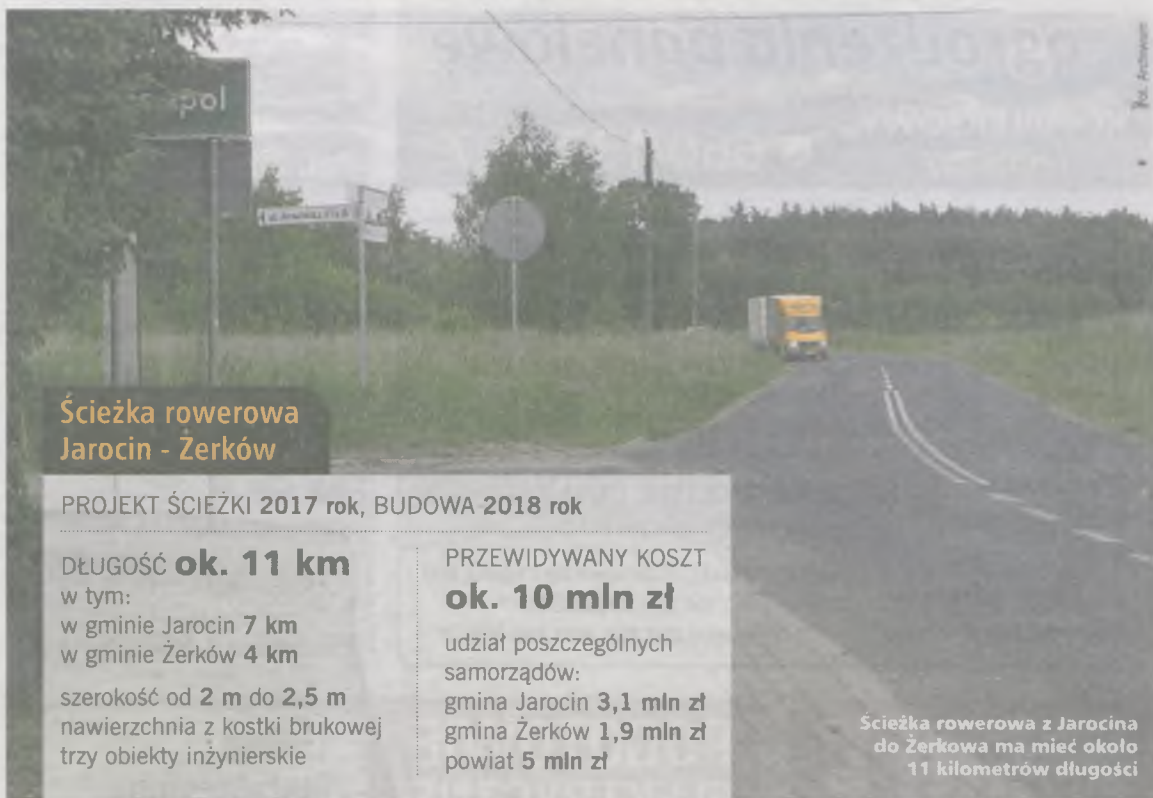 Fot. Archiwum
Ścieżka rowerowa
Jarocin - Żerków
PROJEKT ŚCIEŻKI 2017 rok, BUDOWA 2018 rok
DŁUGOŚĆ ok. 11 km
w tym:
w gminie Jarocin 7 km
w gminie Żerków 4 km
szerokość od 2 m do 2,5 m
nawierzchnia z kostki brukowej
trzy obiekty inżynierskie
PRZEWIDYWANY KOSZT
ok. 10 mln zł
udział poszczególnych
samorządów:
gmina Jarocin 3,1 mln zł
gmina Żerków 1,9 mln zł
powiat 5 mln zł
Ścieżka rowerowa z Jarocina
do Żerkowa ma mieć około
11 kilometrów długości